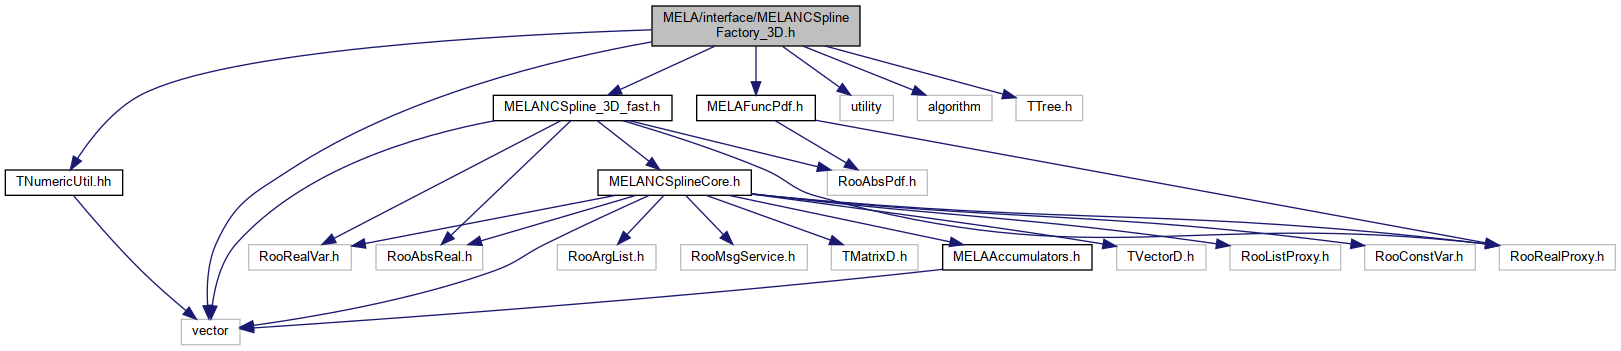 MELA/interface/MELANCSpline
Factory_3D.h
MELANCSpline_3D_fast.h
MELAFuncPdf.h
utility
algorithm
TTree.h
TNumericUtil.hh
MELANCSplineCore.h
RooAbsPdf.h
RooRealVar.h
RooAbsReal.h
RooArgList.h
RooMsgService.h
TMatrixD.h
MELAAccumulators.h
TVectorD.h
RooListProxy.h
RooConstVar.h
RooRealProxy.h
vector